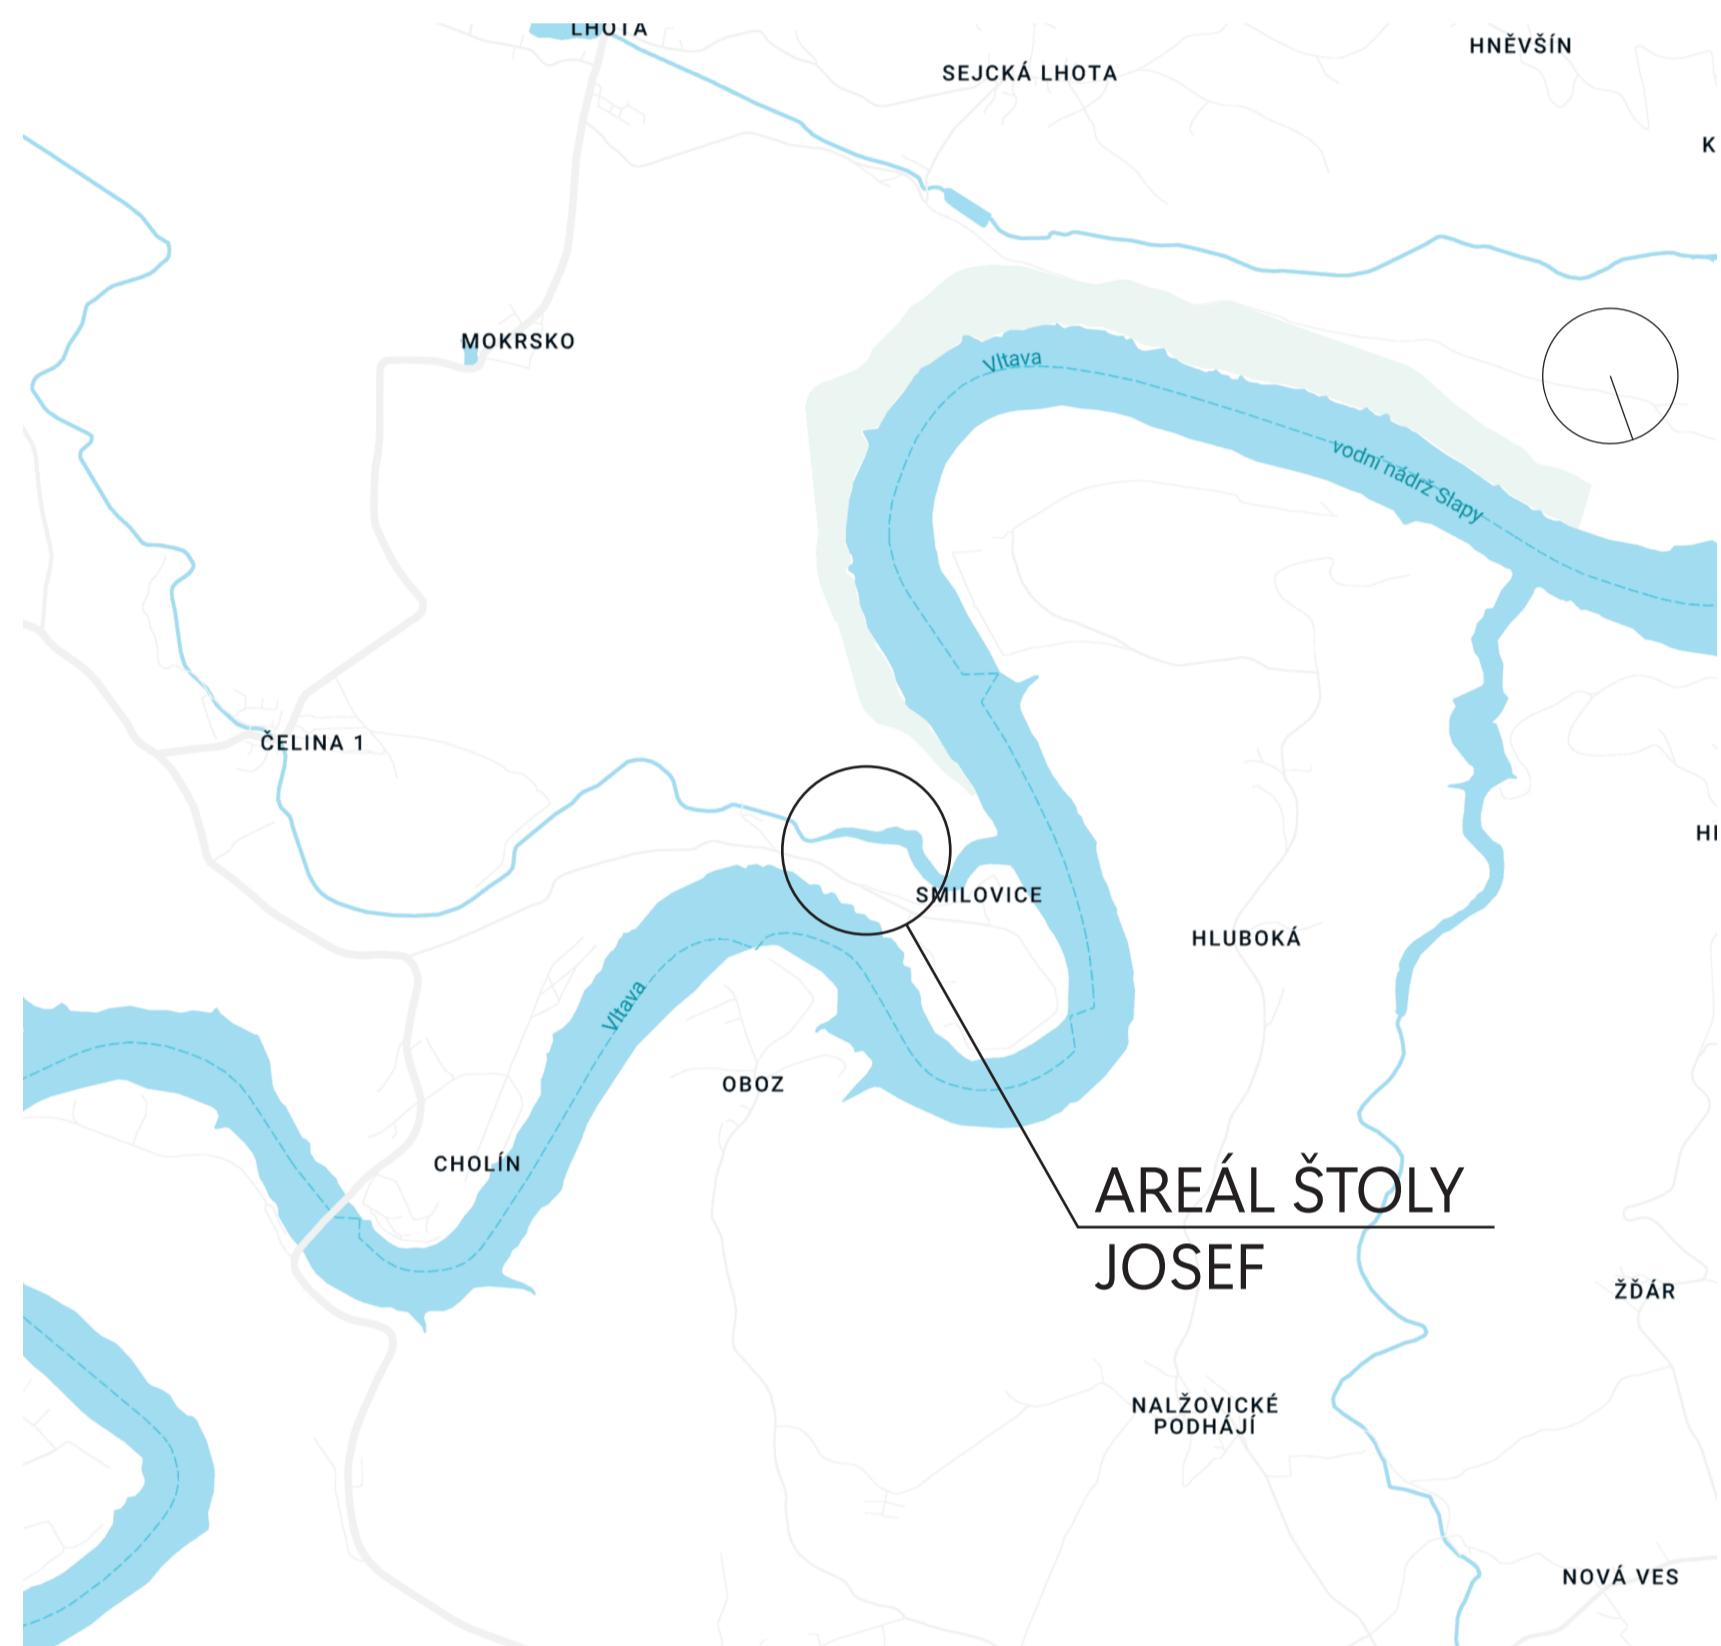 LHOTA
HNĚVŠÍN
SEJCKÁ LHOTA
K
MOKRSKO
Vltava
vodní nádrž Slapy
ČELINA 1
SMILOVICE
HLUBOKÁ
Vltava
OBOZ
CHOLÍN
AREÁL ŠTOLY
JOSEF
ŽĎÁR
NALŽOVICKÉ
PODHÁJÍ
NOVÁ VES